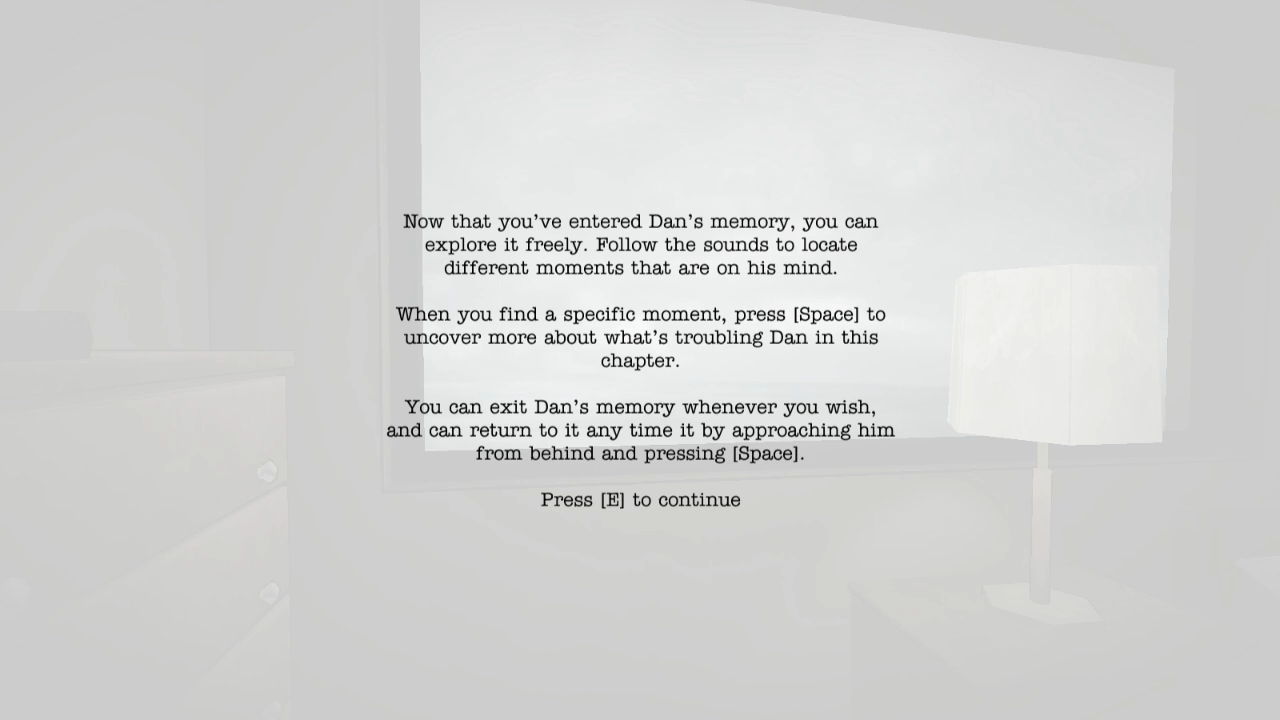 Now that you've entered Dan's memory, you can
explore it freely. Follow the sounds to locate
different moments that are on his mind.
When you find a specific moment, press [Space] to
uncover more about what's troubling Dan in this
chapter.
You can exit Dan's memory whenever you wish,
and can return to it any time it by approaching him
from behind and pressing [Space].
Press [E] to continue